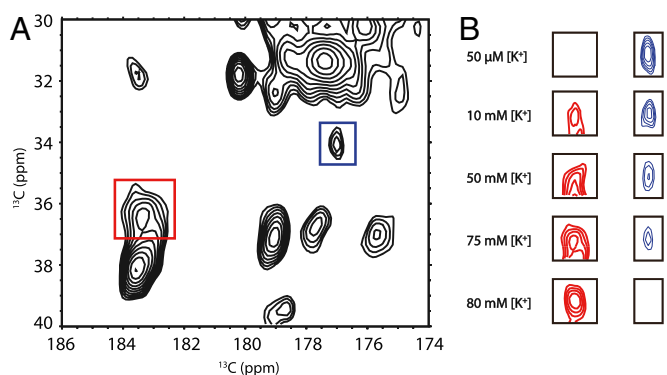 A
B
30
32
34
36
38
40
¹³C (ppm)
186
184
182
180
178
176
174
¹³C (ppm)
50 µM [K⁺]
10 mM [K⁺]
50 mM [K⁺]
75 mM [K⁺]
80 mM [K⁺]